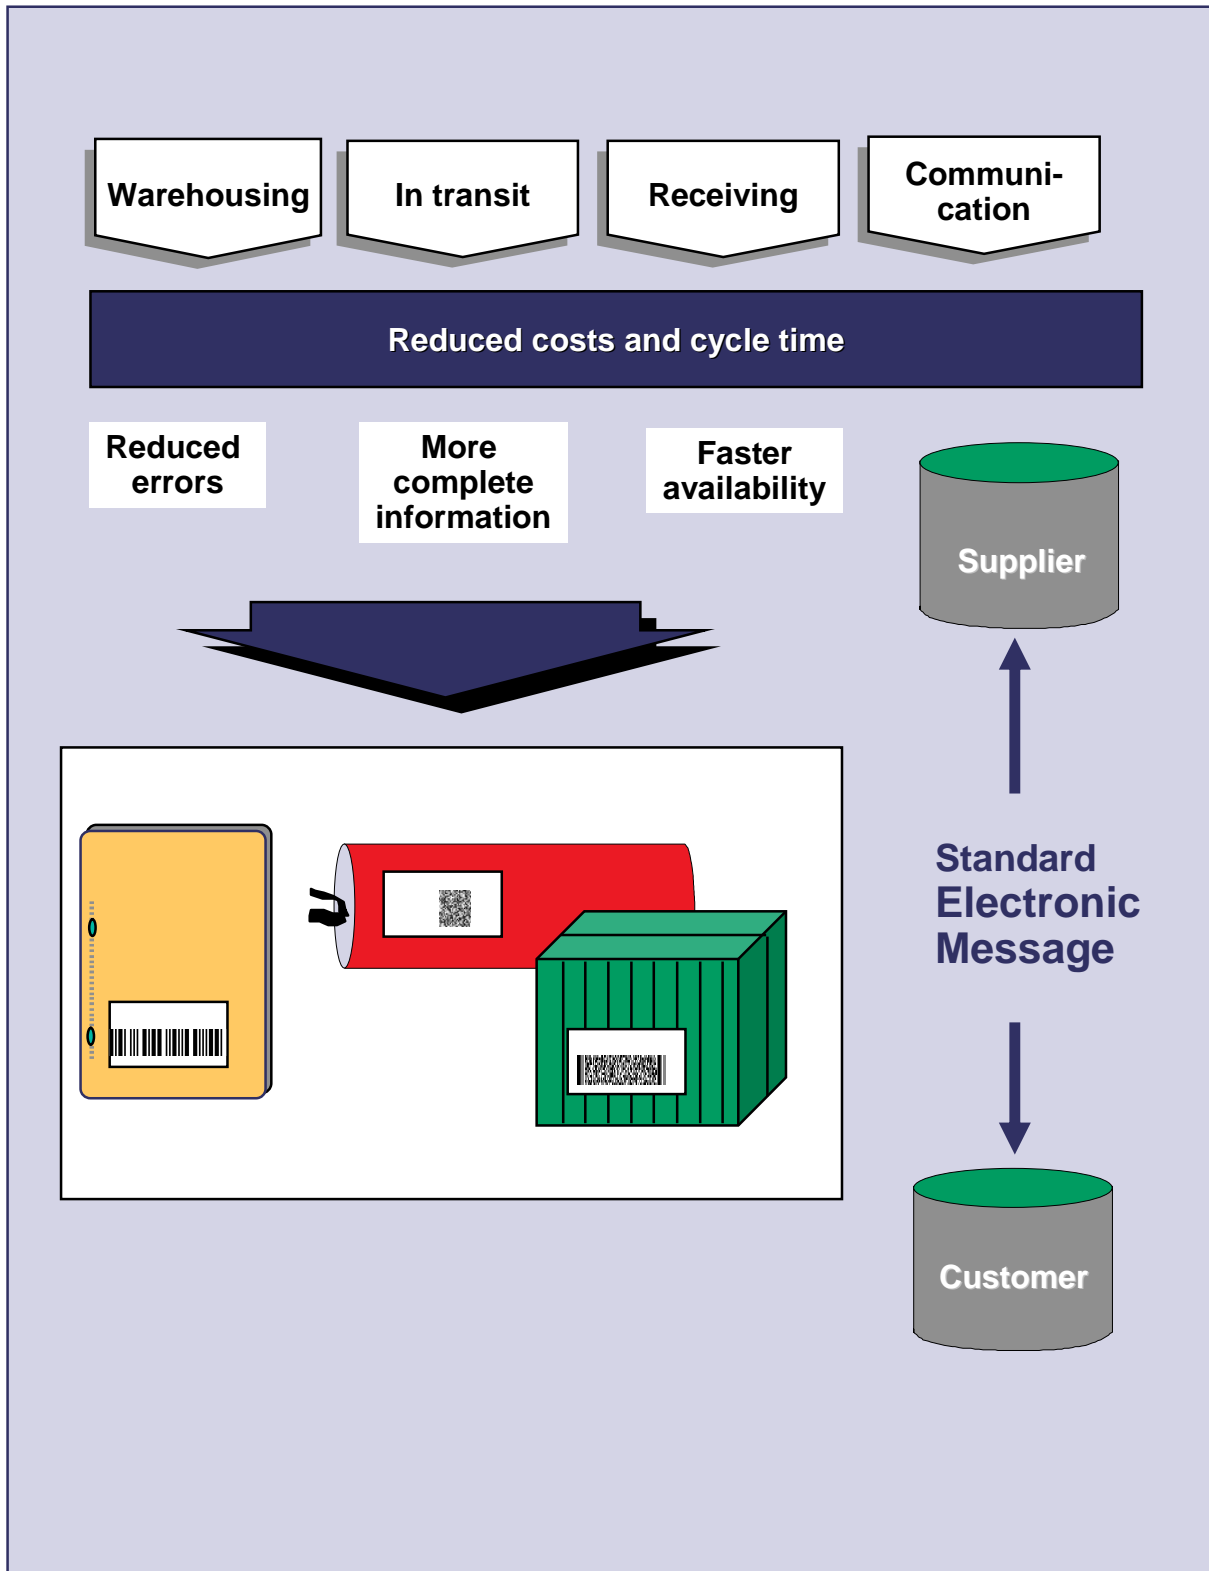 Warehousing
In transit
Receiving
Communi-
cation
Reduced costs and cycle time
Reduced
errors
More
complete
information
Faster
availability
Supplier
Standard
Electronic
Message
Customer